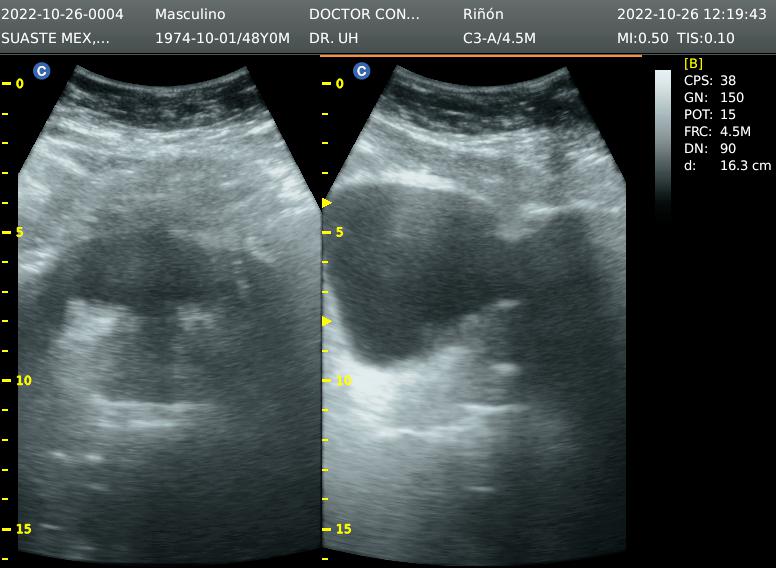 2022-10-26-0004 Masculino DOCTOR CON... Riñón 2022-10-26 12:19:43
SUASTE MEX,... 1974-10-01/48Y0M DR. UH C3-A/4.5M MI:0.50 TIS:0.10
C C [B]
0 0 CPS: 38
GN: 150
POT: 15
FRC: 4.5M
DN: 90
d: 16.3 cm
5 5
10 10
15 15